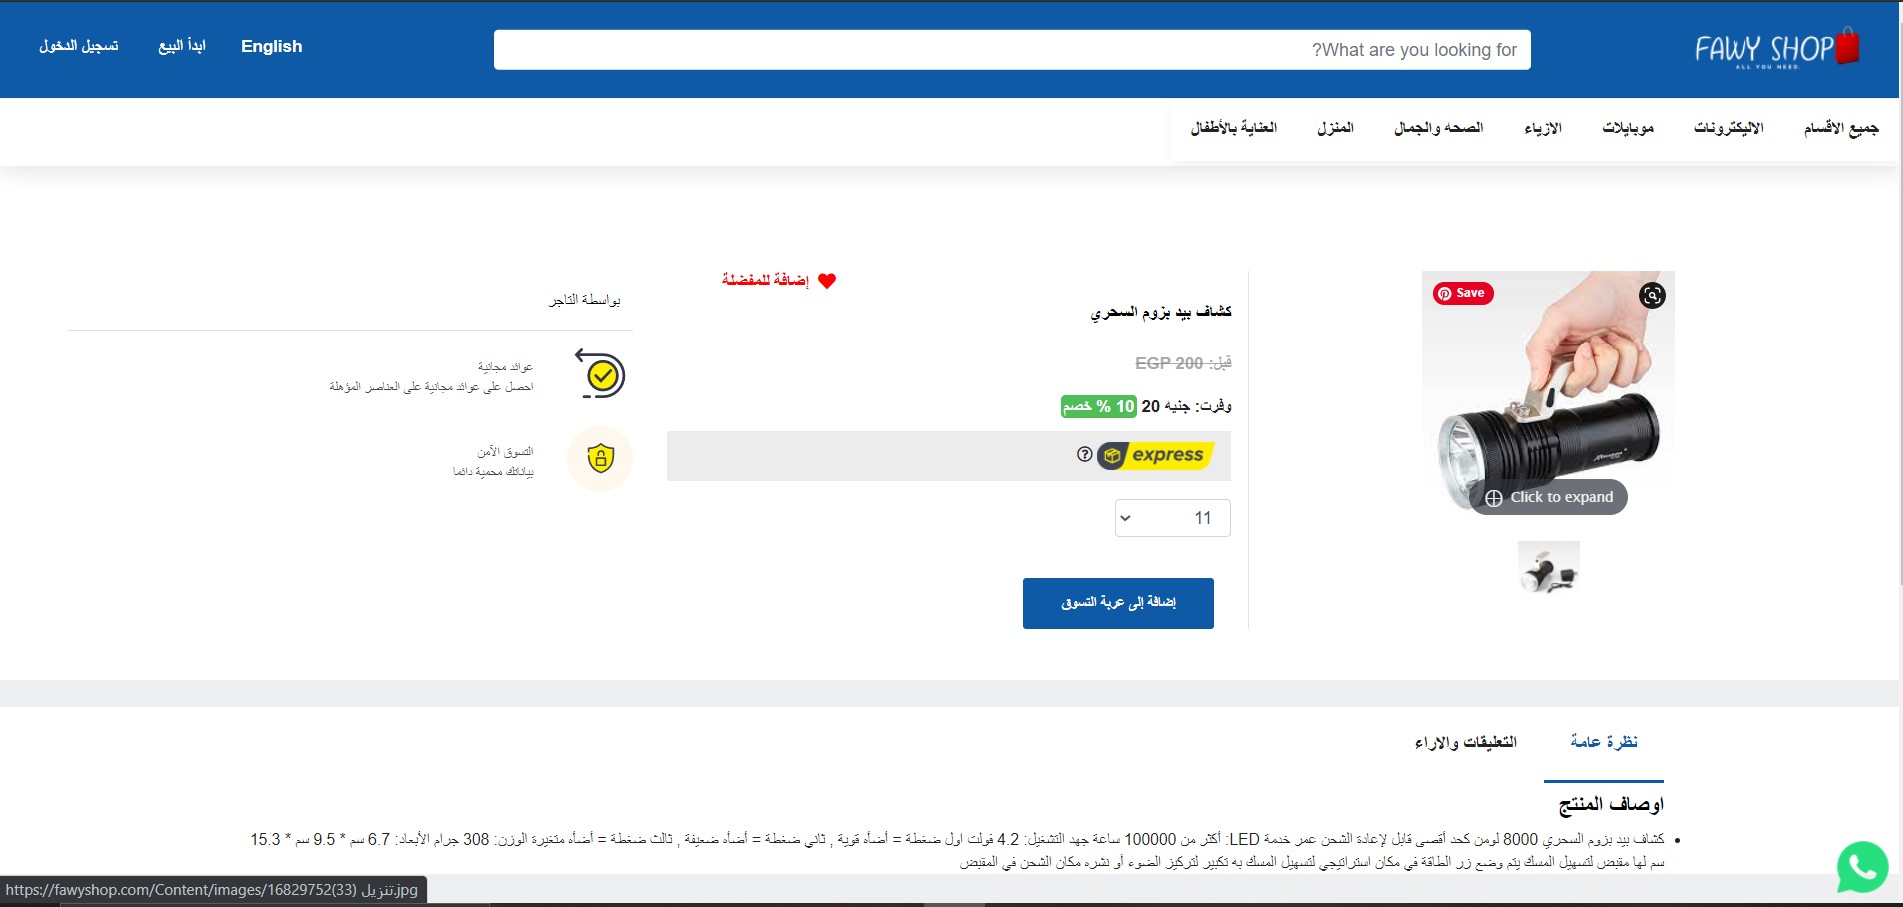 FAWY SHOP
ALL YOU NEED.
What are you looking for?
English
ابدأ البيع
تسجيل الدخول
جميع الاقسام
الاليكترونات
موبايلات
الازياء
الصحه والجمال
المنزل
العناية بالأطفال
Save
Click to expand
إضافة للمفضلة
كشاف بيد بزوم السحري
قبل: EGP 200
وفرت: جنيه 20 10 % خصم
express
11
إضافة إلى عربة التسوق
بواسطة التاجر
عوائد مجانية
احصل على عوائد مجانية على العناصر المؤهلة
التسوق الآمن
بياناتك محمية دائما
نظرة عامة
التعليقات والاراء
اوصاف المنتج
كشاف بيد بزوم السحري 8000 لومن كحد أقصى قابل لإعادة الشحن عمر خدمة LED: أكثر من 100000 ساعة جهد التشغيل: 4.2 فولت اول ضغطة = أضأه قوية , ثاني ضغطة = أضأه ضعيفة , ثالث ضغطة = أضأه متغيرة الوزن: 308 جرام الأبعاد: 6.7 سم * 9.5 سم * 15.3
سم لها مقبض لتسهيل المسك يتم وضع زر الطاقة في مكان استراتيجي لتسهيل المسك به تكبير لتركيز الضوء أو نشره مكان الشحن في المقبض
https://fawyshop.com/Content/images/16829752(33) تنزيل.jpg